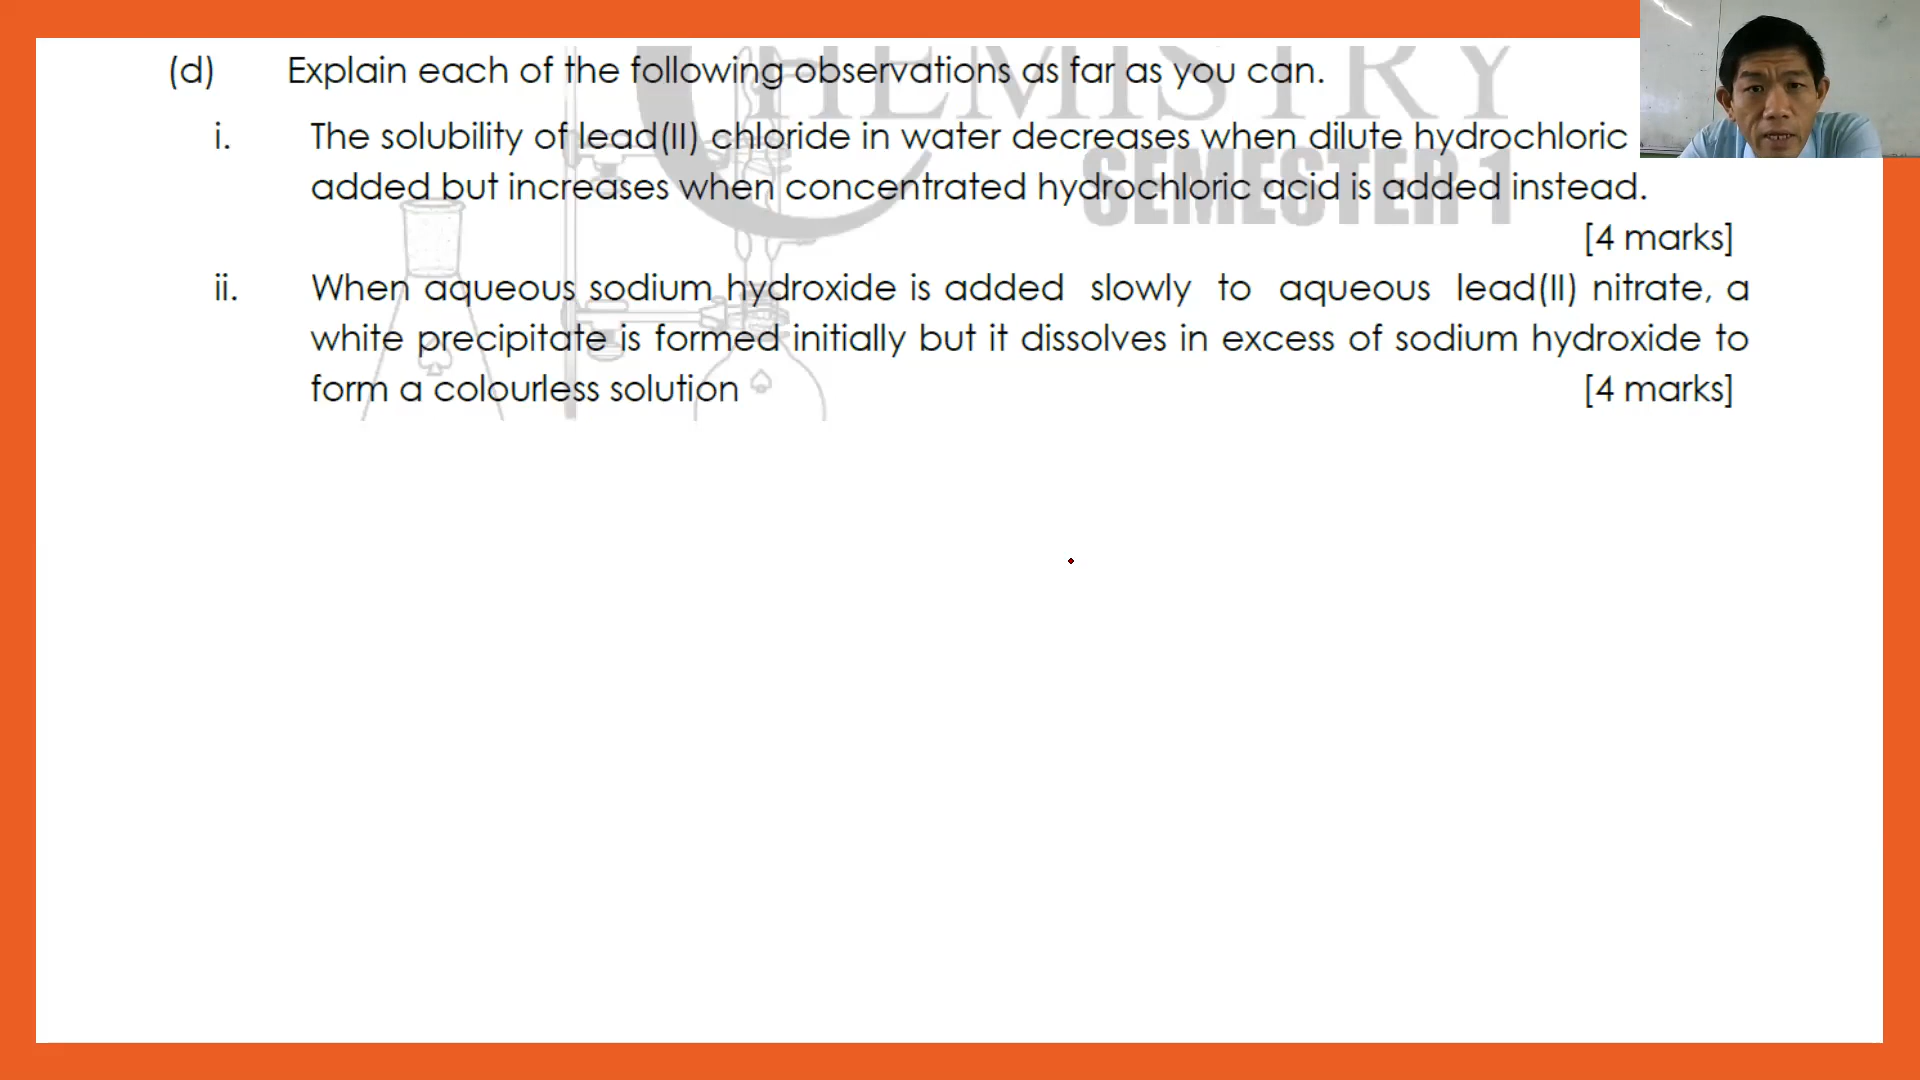 (d) Explain each of the following observations as far as you can.
i. The solubility of lead(II) chloride in water decreases when dilute hydrochloric
added but increases when concentrated hydrochloric acid is added instead.
[4 marks]
ii. When aqueous sodium hydroxide is added slowly to aqueous lead(II) nitrate, a
white precipitate is formed initially but it dissolves in excess of sodium hydroxide to
form a colourless solution [4 marks]
CHEMISTRY
SEMESTER 1